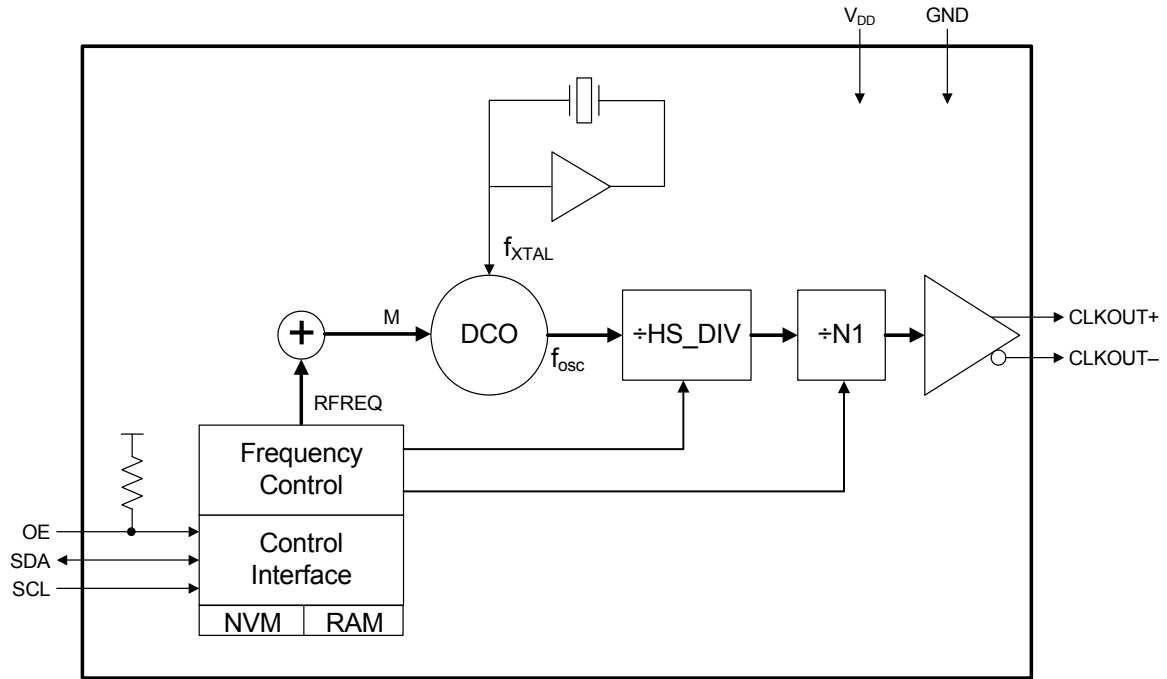 VDD
GND
fXTAL
M
DCO
fosc
÷HS_DIV
÷N1
CLKOUT+
CLKOUT–
+
RFREQ
Frequency
Control
OE
SDA
SCL
Control
Interface
NVM
RAM